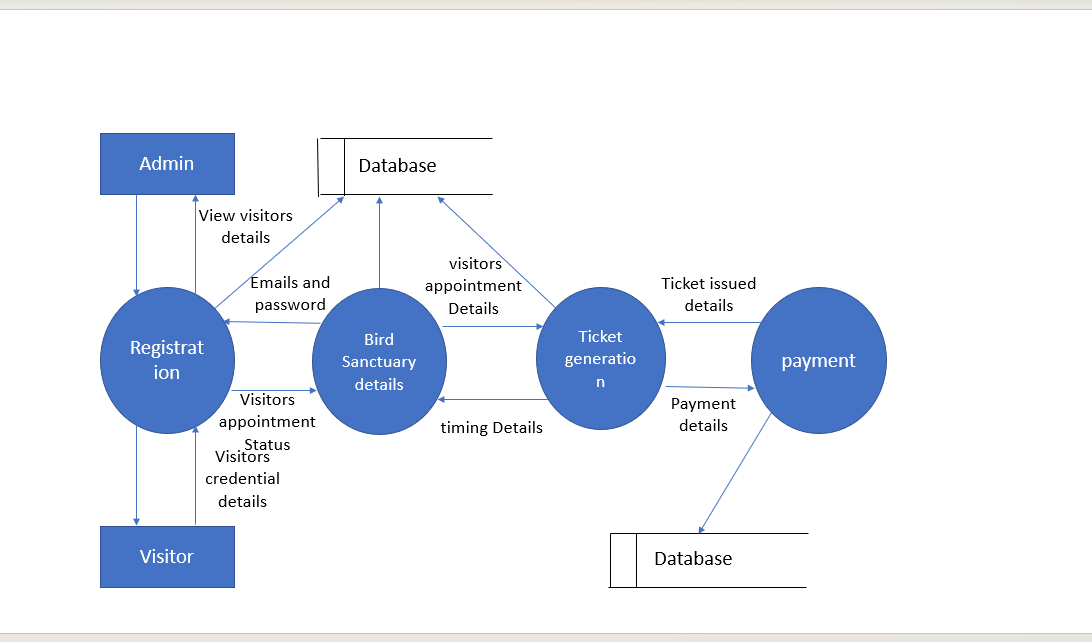 Admin
Database
View visitors
details
Emails and
password
visitors
appointment
Details
Ticket issued
details
Registrat
ion
Bird
Sanctuary
details
Ticket
generatio
n
payment
Visitors
appointment
Status
timing Details
Payment
details
Visitors
credential
details
Visitor
Database